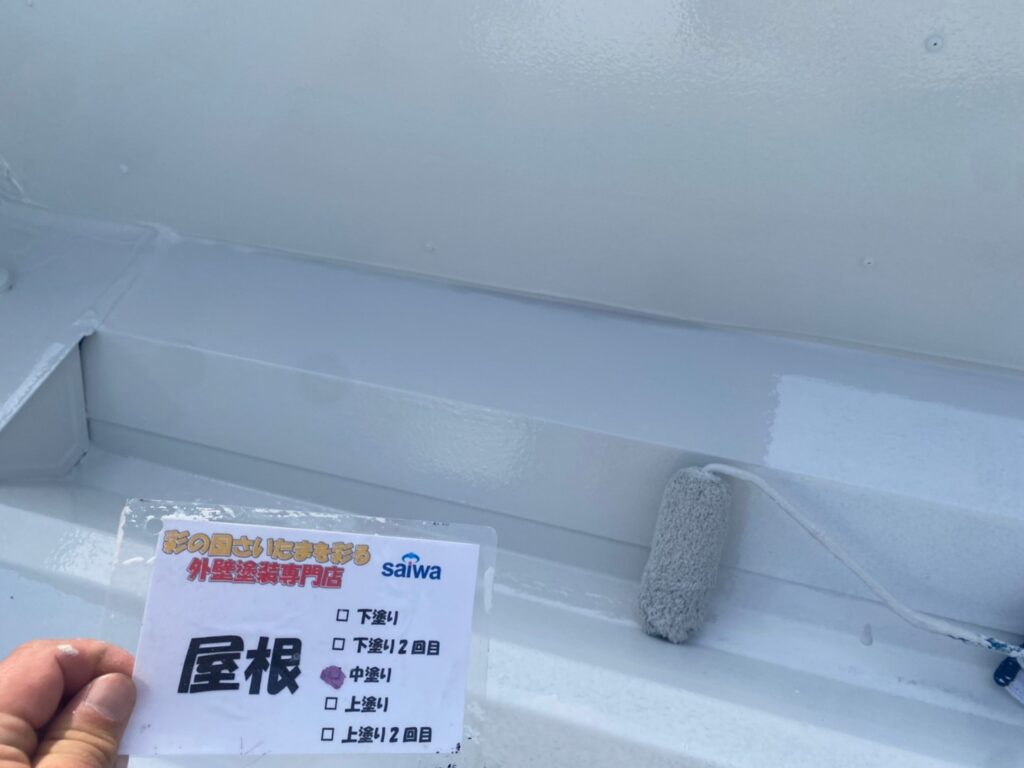 彩の国さいたまを彩る
外壁塗装専門店
saiwa
屋根
□ 下塗り
□ 下塗り2回目
□ 中塗り
□ 上塗り
□ 上塗り2回目